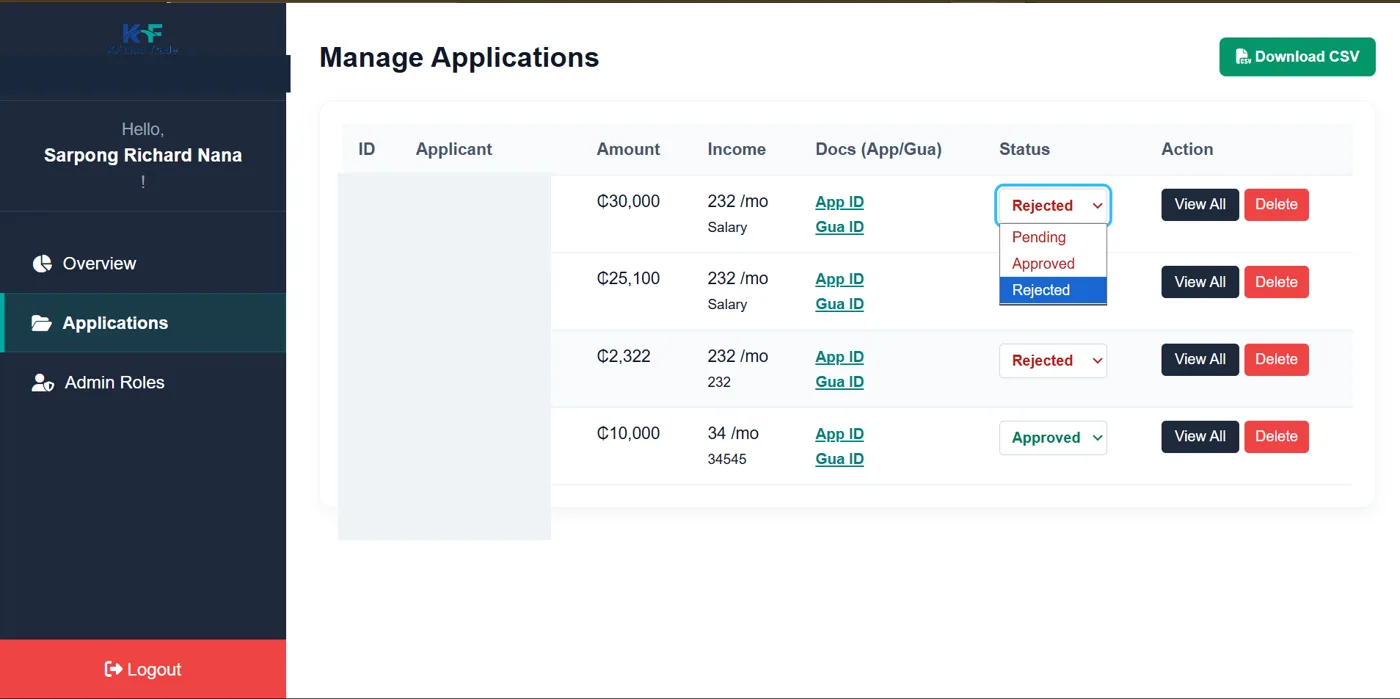 KF
Hello,
Sarpong Richard Nana
!
Overview
Applications
Admin Roles
Logout
Manage Applications
Download CSV
ID Applicant Amount Income Docs (App/Gua) Status Action
₵30,000 232 /mo App ID Rejected View All Delete
Salary Gua ID
Pending
Approved
Rejected
₵25,100 232 /mo App ID View All Delete
Salary Gua ID
₵2,322 232 /mo App ID Rejected View All Delete
232 Gua ID
₵10,000 34 /mo App ID Approved View All Delete
34545 Gua ID